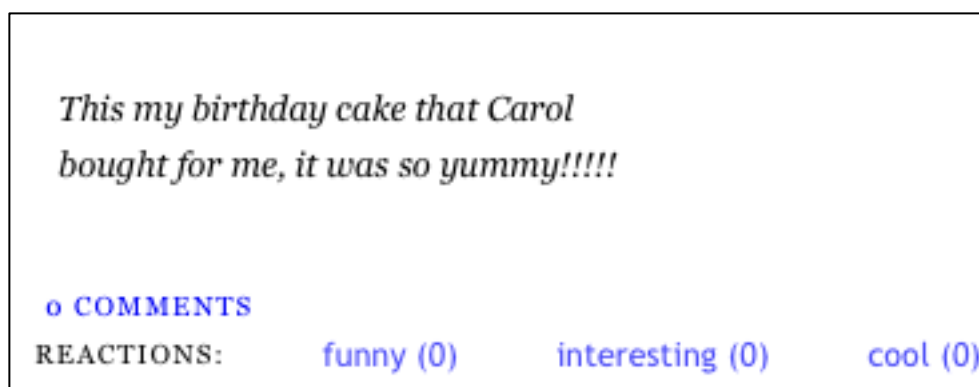 This my birthday cake that Carol
bought for me, it was so yummy!!!!!
0 COMMENTS
REACTIONS: funny (0) interesting (0) cool (0)